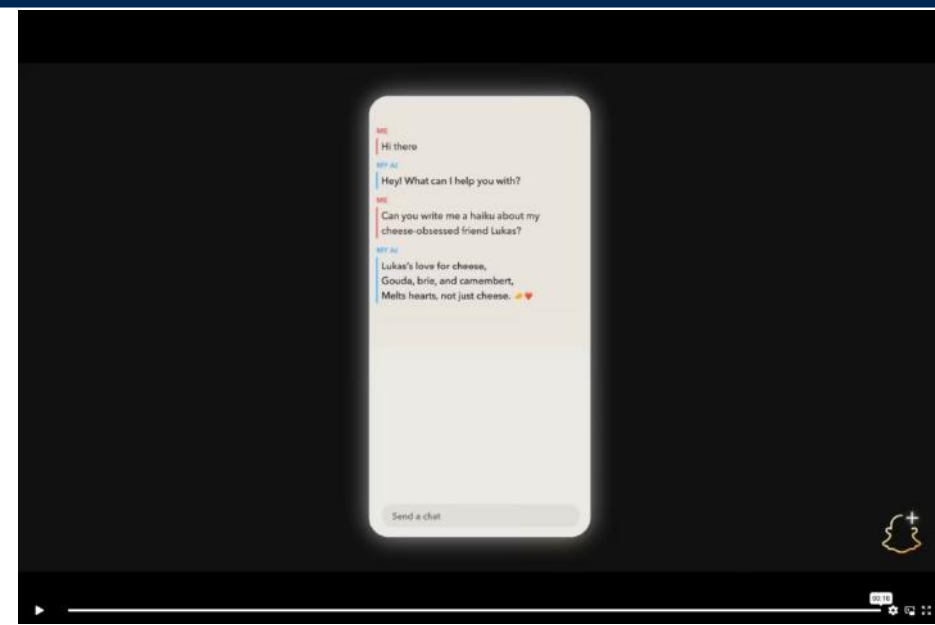 ME
Hi there
MY AI
Hey! What can I help you with?
ME
Can you write me a haiku about my
cheese-obsessed friend Lukas?
MY AI
Lukas's love for cheese,
Gouda, brie, and camembert,
Melts hearts, not just cheese. 🧀❤️
Send a chat
00:16